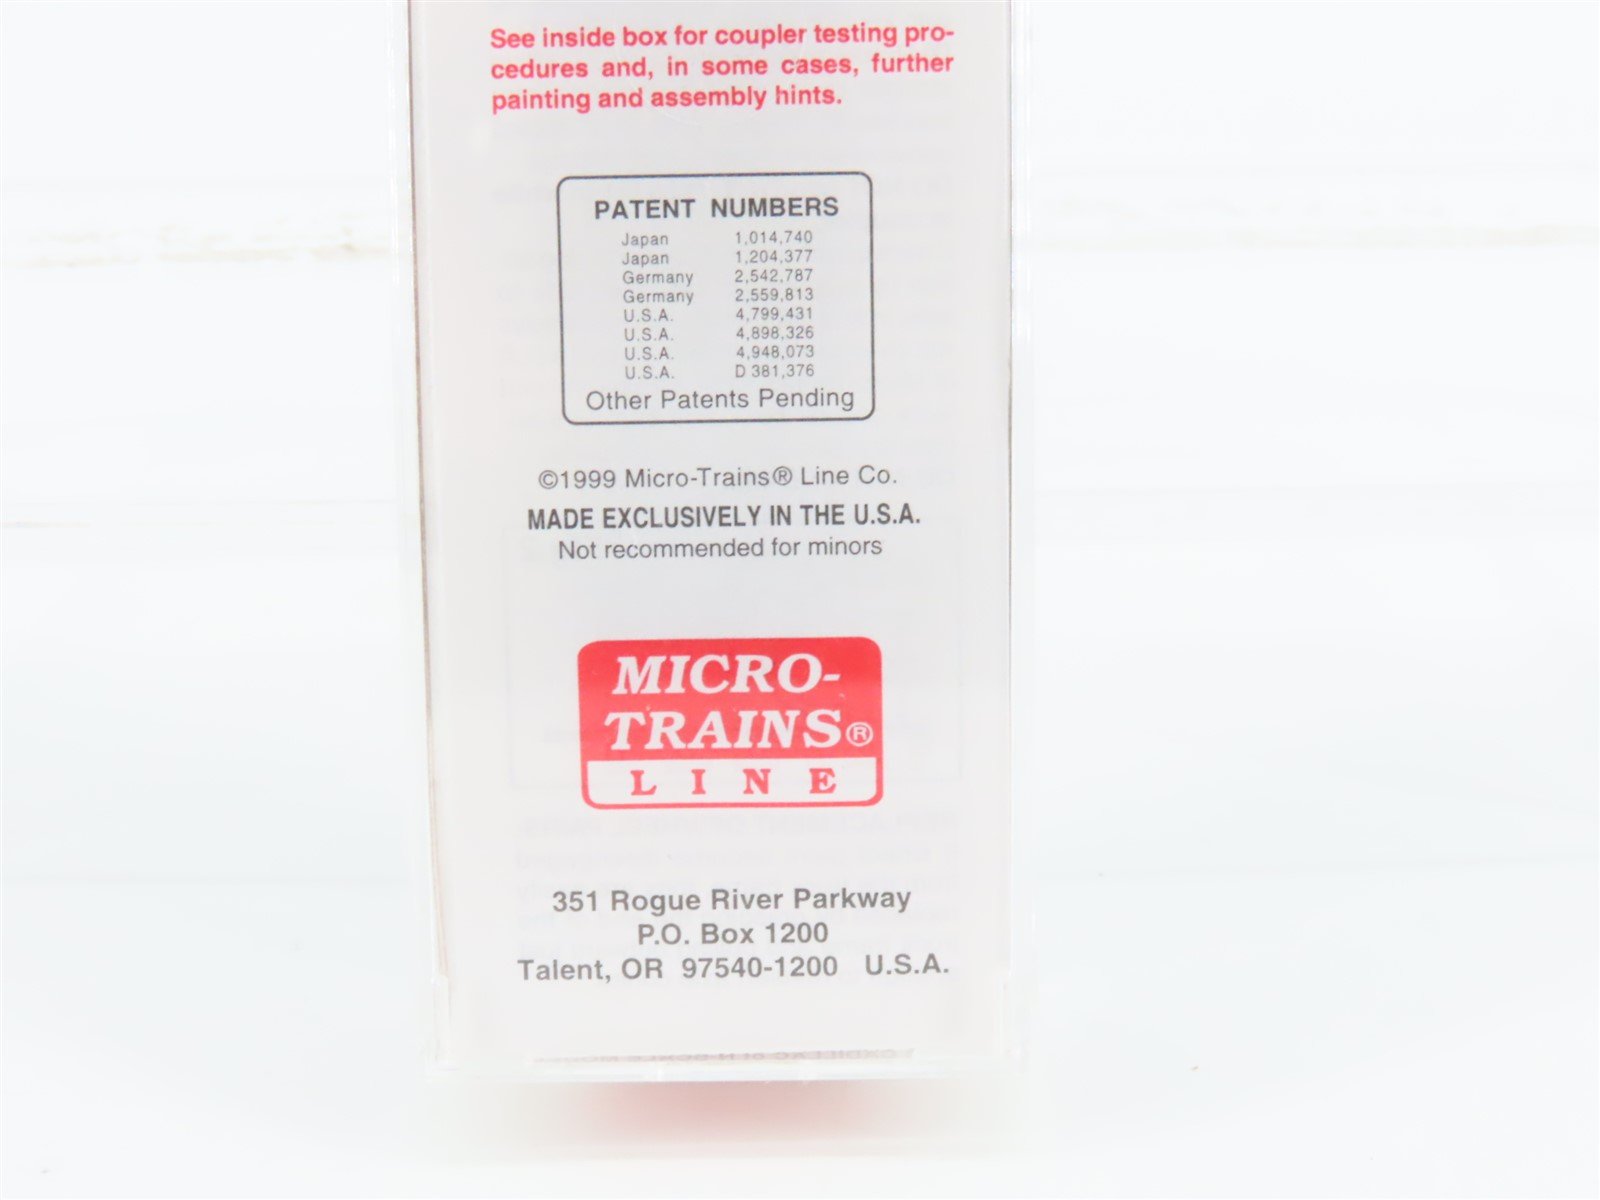 See inside box for coupler testing pro-
cedures and, in some cases, further
painting and assembly hints.
PATENT NUMBERS
Japan 1,014,740
Japan 1,204,377
Germany 2,542,787
Germany 2,559,813
U.S.A. 4,799,431
U.S.A. 4,898,326
U.S.A. 4,948,073
U.S.A. D 381,376
Other Patents Pending
©1999 Micro-Trains® Line Co.
MADE EXCLUSIVELY IN THE U.S.A.
Not recommended for minors
MICRO-
TRAINS®
LINE
351 Rogue River Parkway
P.O. Box 1200
Talent, OR 97540-1200 U.S.A.